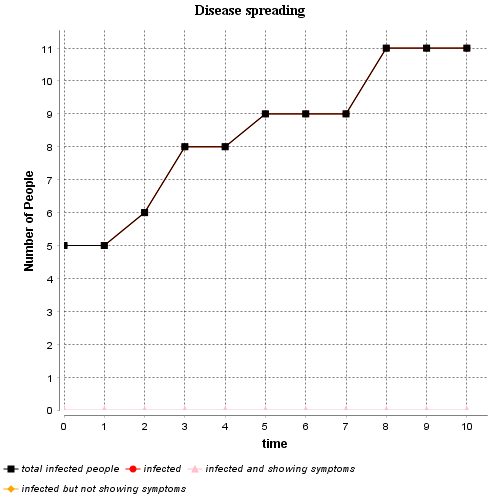 Disease spreading
11
10
9
8
7
6
5
4
3
2
1
0
Number of People
0 1 2 3 4 5 6 7 8 9 10
time
total infected people infected infected and showing symptoms
infected but not showing symptoms